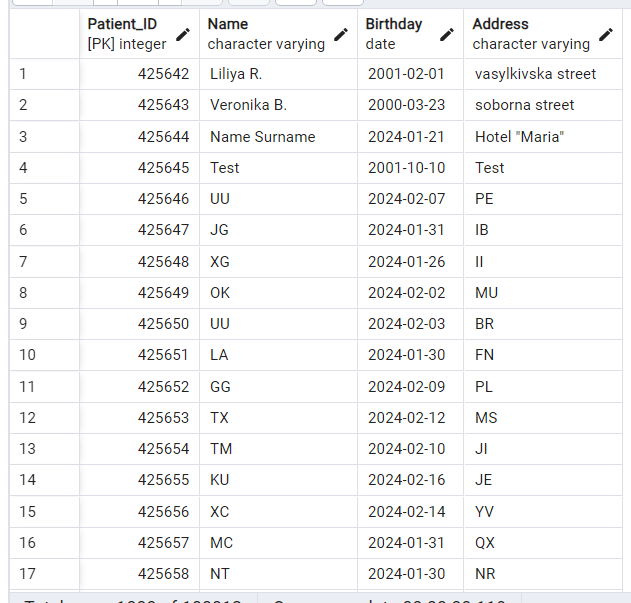 Patient_ID Name Birthday Address
[PK] integer character varying date character varying
1 425642 Liliya R. 2001-02-01 vasylkivska street
2 425643 Veronika B. 2000-03-23 soborna street
3 425644 Name Surname 2024-01-21 Hotel "Maria"
4 425645 Test 2001-10-10 Test
5 425646 UU 2024-02-07 PE
6 425647 JG 2024-01-31 IB
7 425648 XG 2024-01-26 II
8 425649 OK 2024-02-02 MU
9 425650 UU 2024-02-03 BR
10 425651 LA 2024-01-30 FN
11 425652 GG 2024-02-09 PL
12 425653 TX 2024-02-12 MS
13 425654 TM 2024-02-10 JI
14 425655 KU 2024-02-16 JE
15 425656 XC 2024-02-14 YV
16 425657 MC 2024-01-31 QX
17 425658 NT 2024-01-30 NR